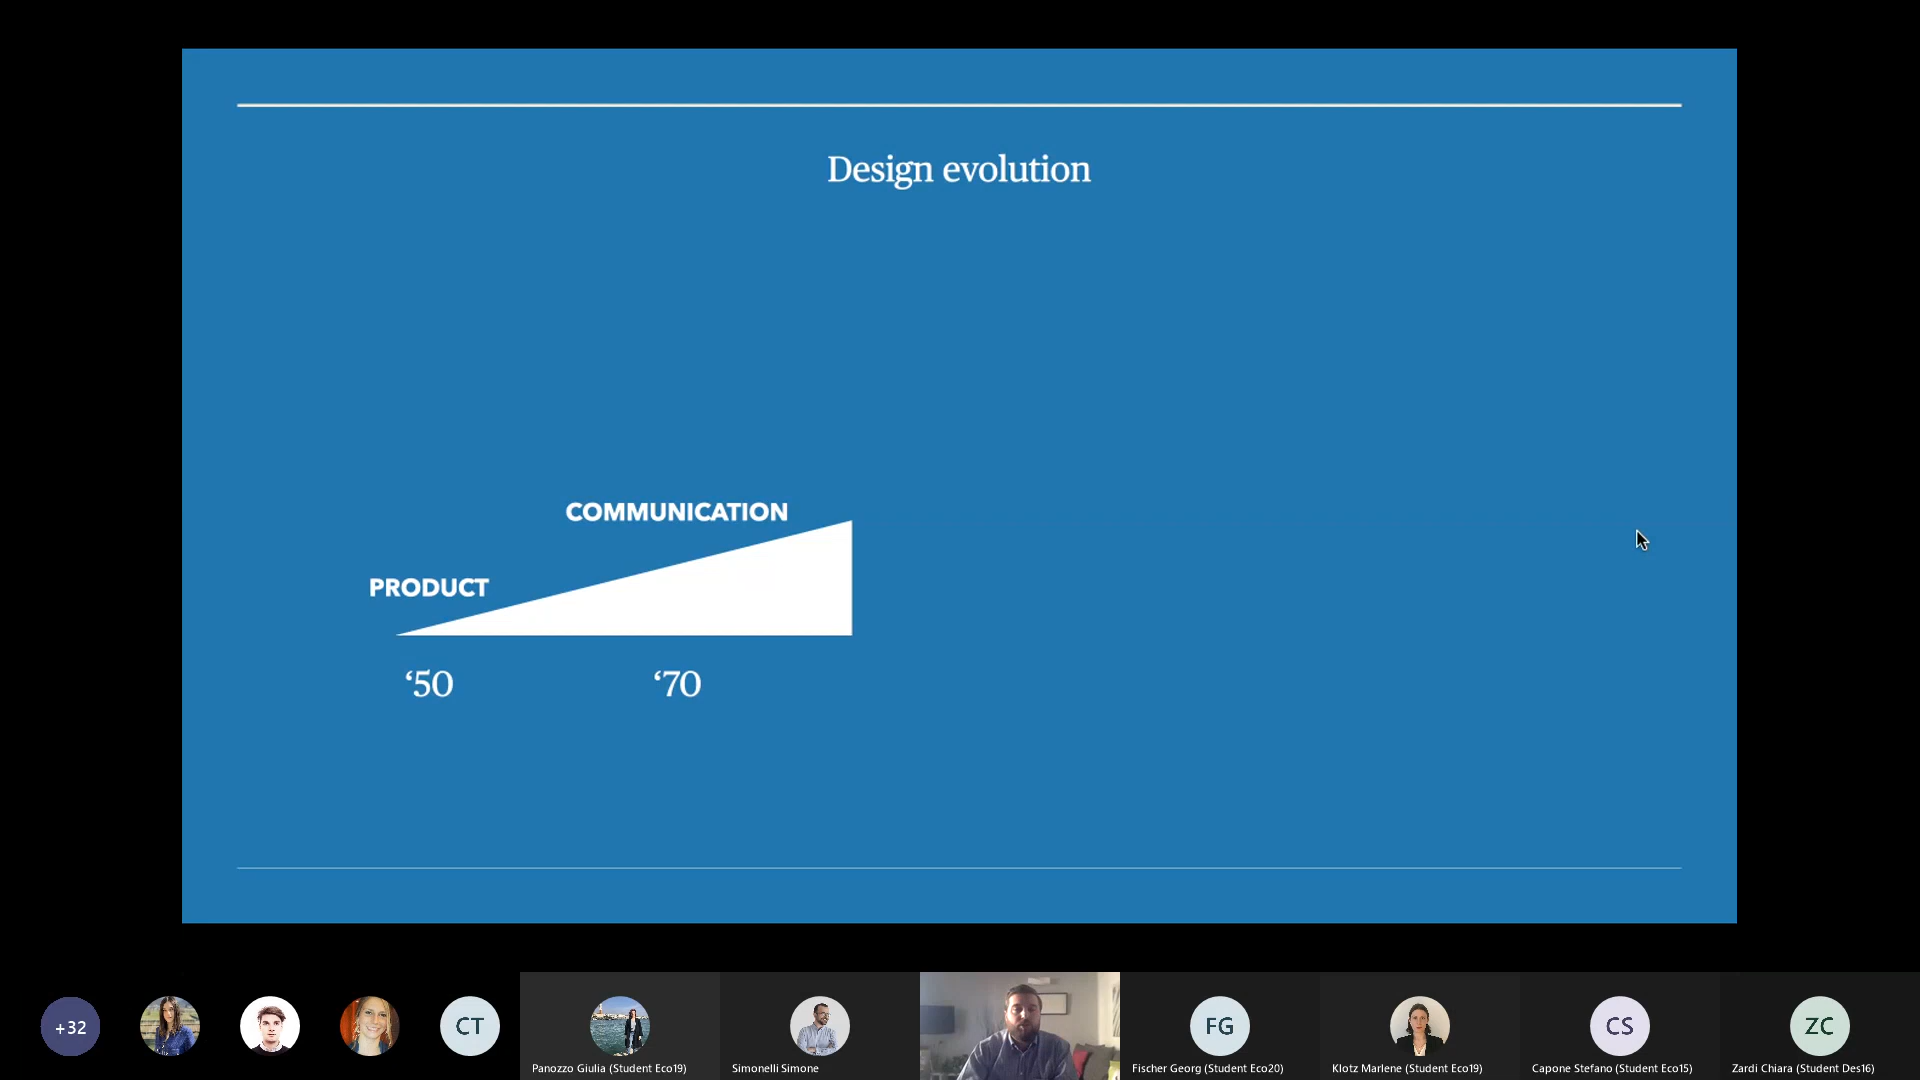 Design evolution
COMMUNICATION
PRODUCT
‘50
‘70
+32
CT
Panozzo Giulia (Student Eco19)
Simonelli Simone
FG
Fischer Georg (Student Eco20)
Klotz Marlene (Student Eco19)
CS
Capone Stefano (Student Eco15)
ZC
Zardi Chiara (Student Des16)